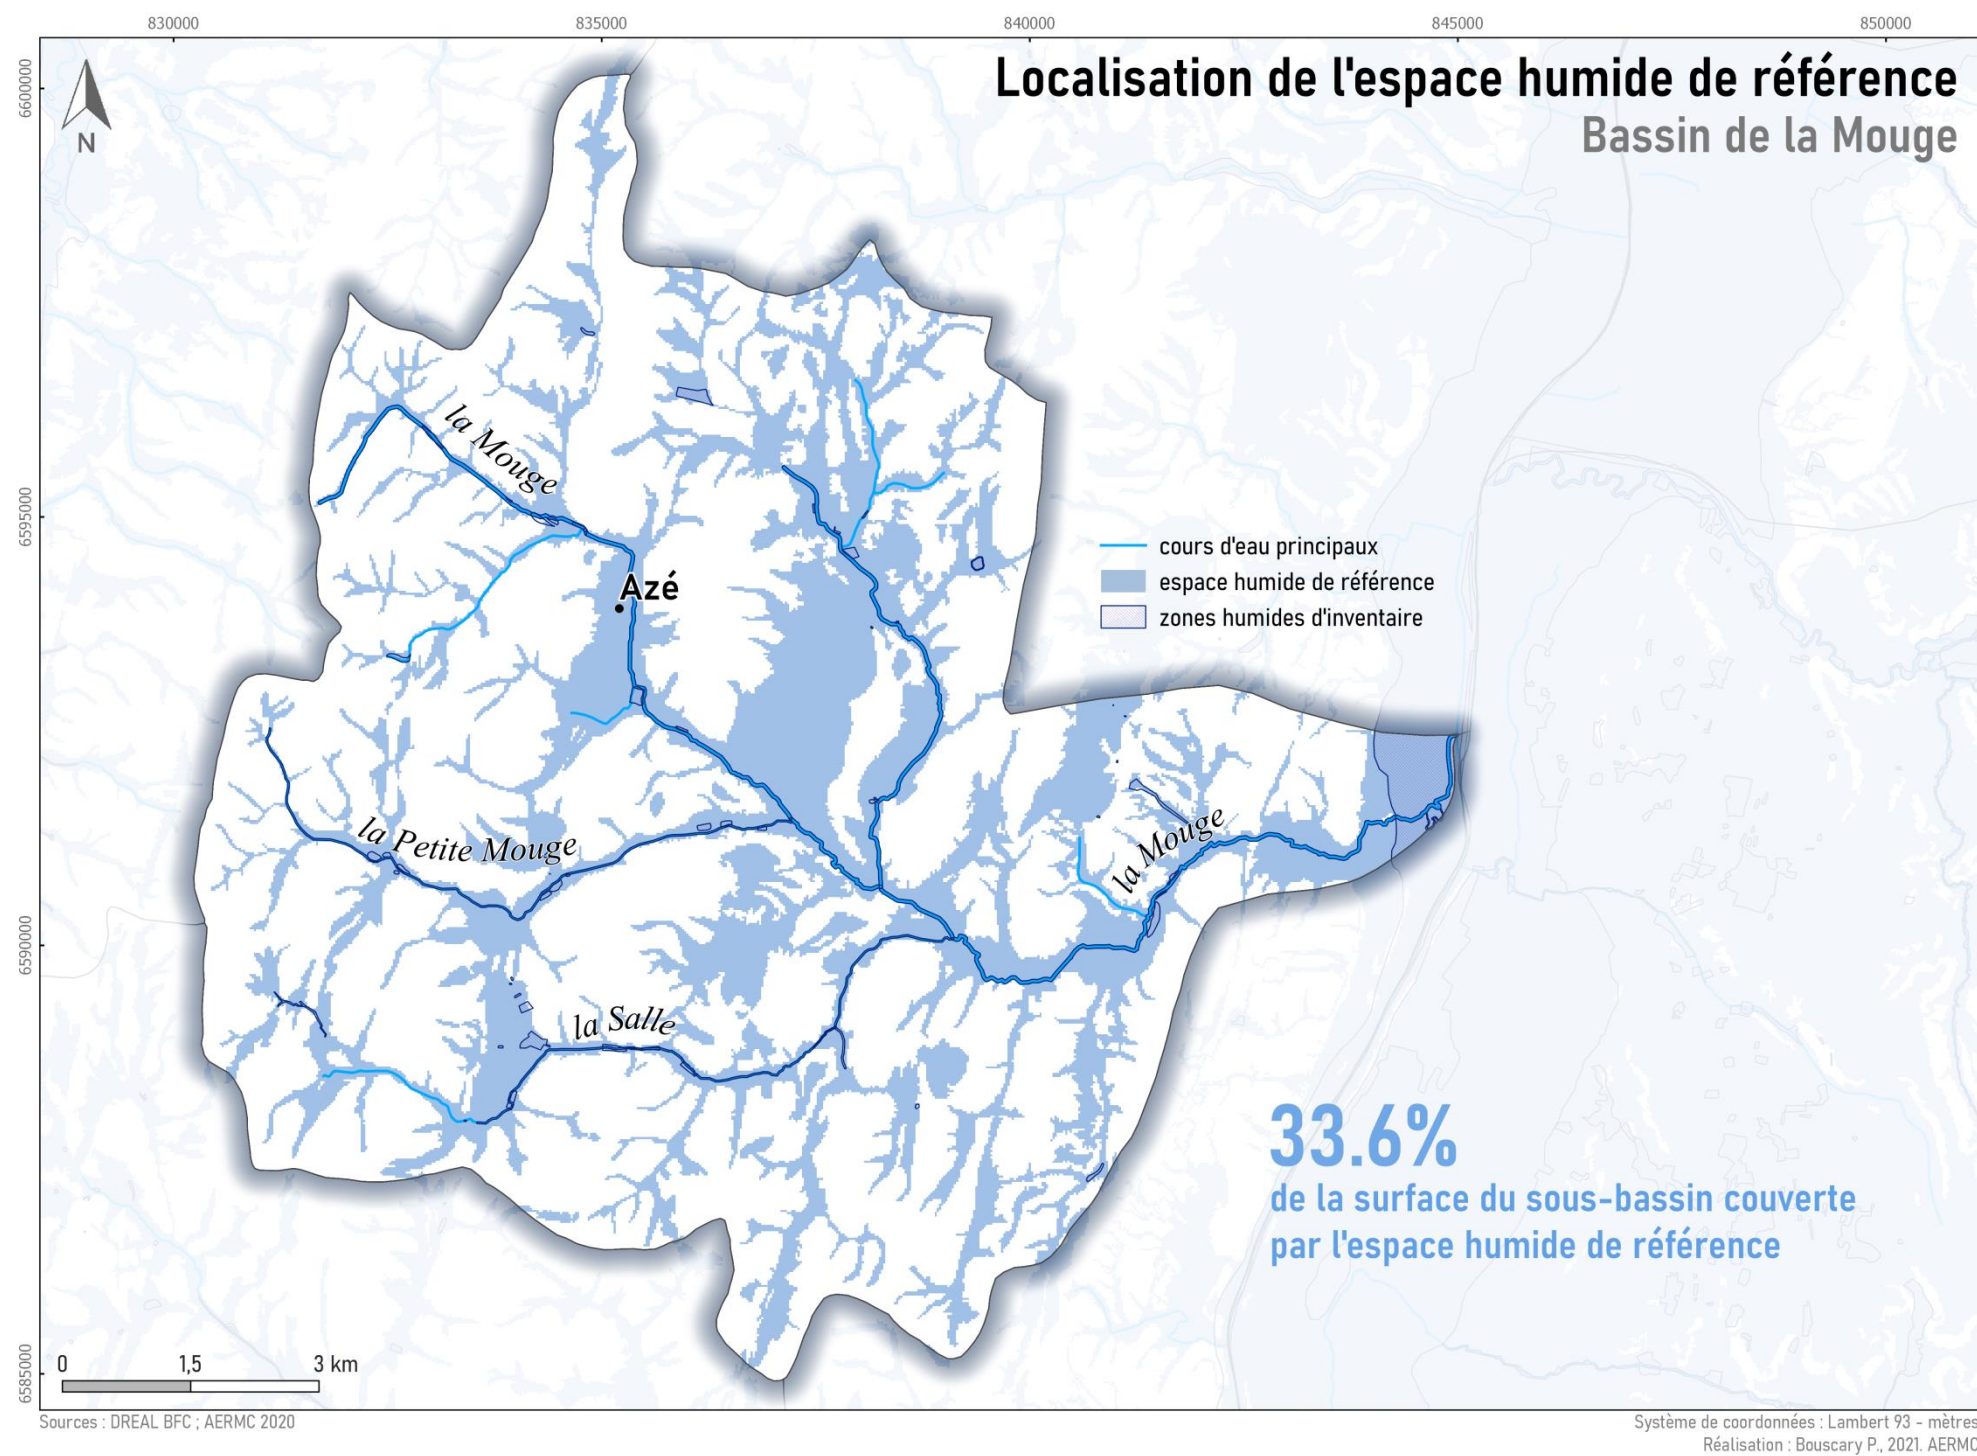 830000
835000
840000
845000
850000
6600000
6595000
6590000
6585000
N
Localisation de l'espace humide de référence
Bassin de la Mouge
la Mouge
Azé
cours d'eau principaux
espace humide de référence
zones humides d'inventaire
la Petite Mouge
la Mouge
la Salle
33.6%
de la surface du sous-bassin couverte
par l'espace humide de référence
0 1,5 3 km
Sources : DREAL BFC ; AERMC 2020
Système de coordonnées : Lambert 93 - mètres
Réalisation : Bouscary P., 2021. AERMC